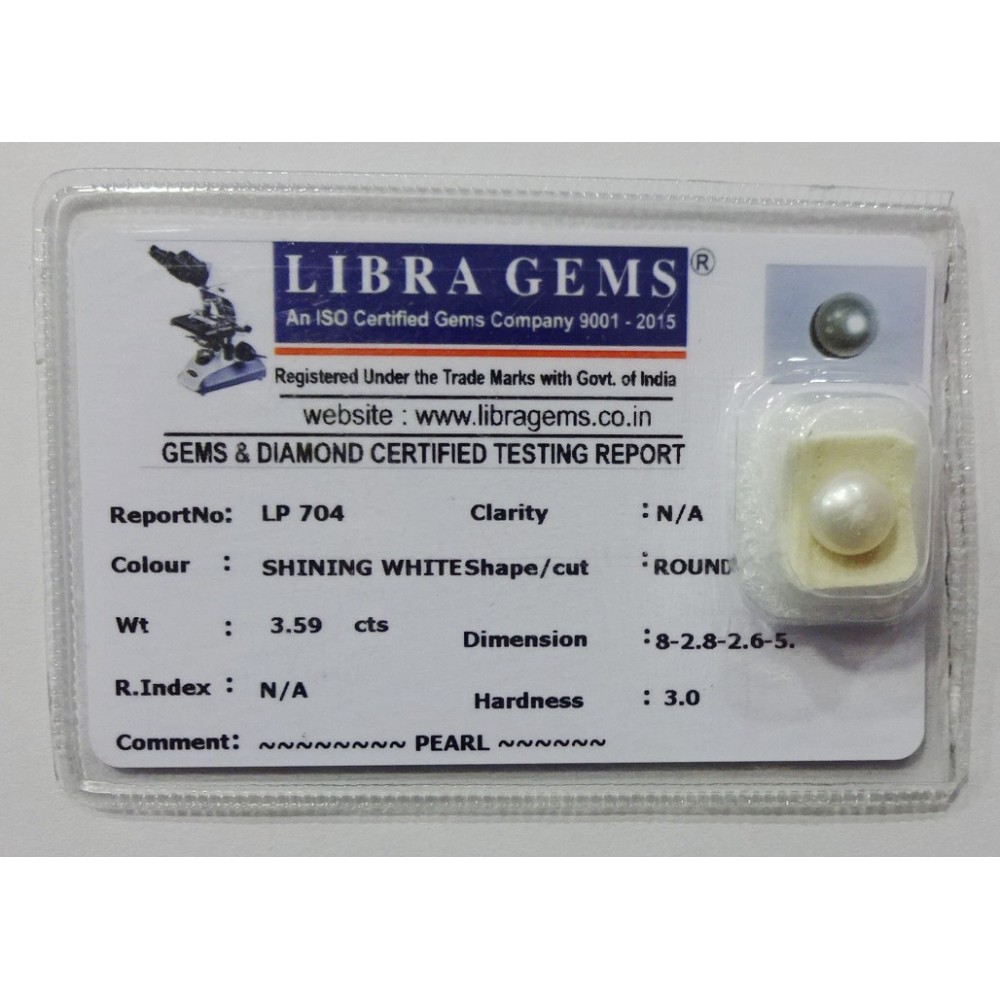 LIBRA GEMS ®
An ISO Certified Gems Company 9001 - 2015
Registered Under the Trade Marks with Govt. of India
website : www.libragems.co.in
GEMS & DIAMOND CERTIFIED TESTING REPORT
ReportNo: LP 704 Clarity : N/A
Colour : SHINING WHITE Shape/cut : ROUND
Wt : 3.59 cts Dimension : 8-2.8-2.6-5.
R.Index : N/A Hardness : 3.0
Comment: ~~~~~~~~ PEARL ~~~~~~